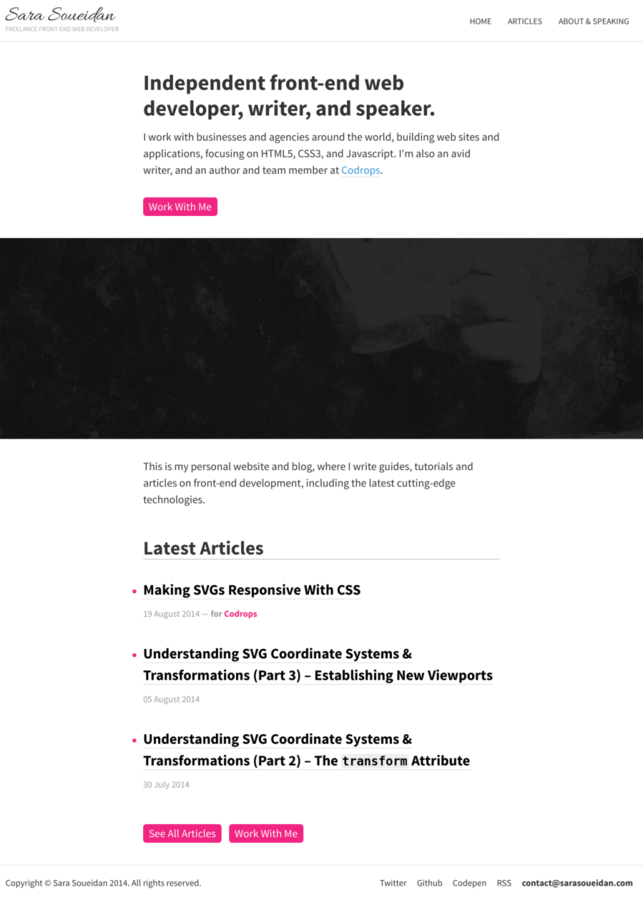 Sara Soueidan
FREELANCE FRONT-END WEB DEVELOPER
HOME ARTICLES ABOUT & SPEAKING
Independent front-end web
developer, writer, and speaker.
I work with businesses and agencies around the world, building web sites and
applications, focusing on HTML5, CSS3, and Javascript. I'm also an avid
writer, and an author and team member at Codrops.
Work With Me
This is my personal website and blog, where I write guides, tutorials and
articles on front-end development, including the latest cutting-edge
technologies.
Latest Articles
Making SVGs Responsive With CSS
19 August 2014 — for Codrops
Understanding SVG Coordinate Systems &
Transformations (Part 3) – Establishing New Viewports
05 August 2014
Understanding SVG Coordinate Systems &
Transformations (Part 2) – The transform Attribute
30 July 2014
See All Articles Work With Me
Copyright © Sara Soueidan 2014. All rights reserved. Twitter Github Codepen RSS contact@sarasoueidan.com